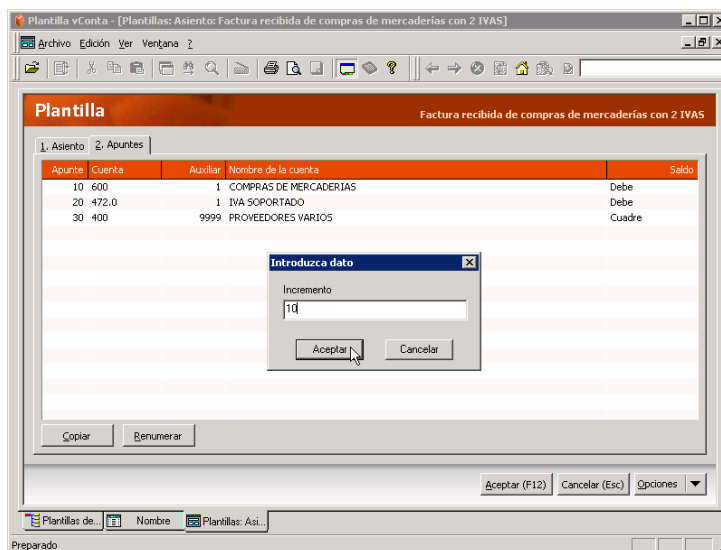 Plantilla vConta - [Plantillas: Asiento: Factura recibida de compras de mercaderías con 2 IVAS]
Archivo Edición Ver Ventana ?
Plantilla
Factura recibida de compras de mercaderías con 2 IVAS
1. Asiento 2. Apuntes
Apunte Cuenta Auxiliar Nombre de la cuenta Saldo
10 600 1 COMPRAS DE MERCADERIAS Debe
20 472.0 1 IVA SOPORTADO Debe
30 400 9999 PROVEEDORES VARIOS Cuadre
Introduzca dato
Incremento
10
Aceptar Cancelar
Copiar Renumerar
Aceptar (F12) Cancelar (Esc) Opciones
Plantillas de... Nombre Plantillas: Asi...
Preparado